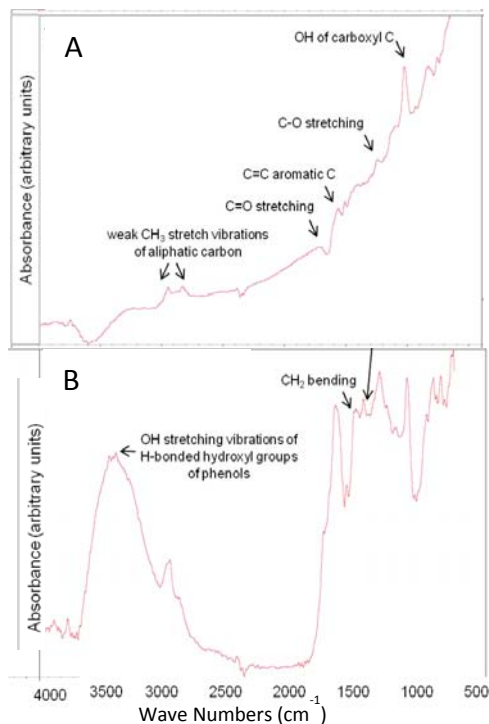 A
Absorbance (arbitrary units)
OH of carboxyl C
C-O stretching
C=C aromatic C
C=O stretching
weak CH3 stretch vibrations
of aliphatic carbon
B
Absorbance (arbitrary units)
CH2 bending
OH stretching vibrations of
H-bonded hydroxyl groups
of phenols
4000 3500 3000 2500 2000 1500 1000 500
Wave Numbers (cm-1)